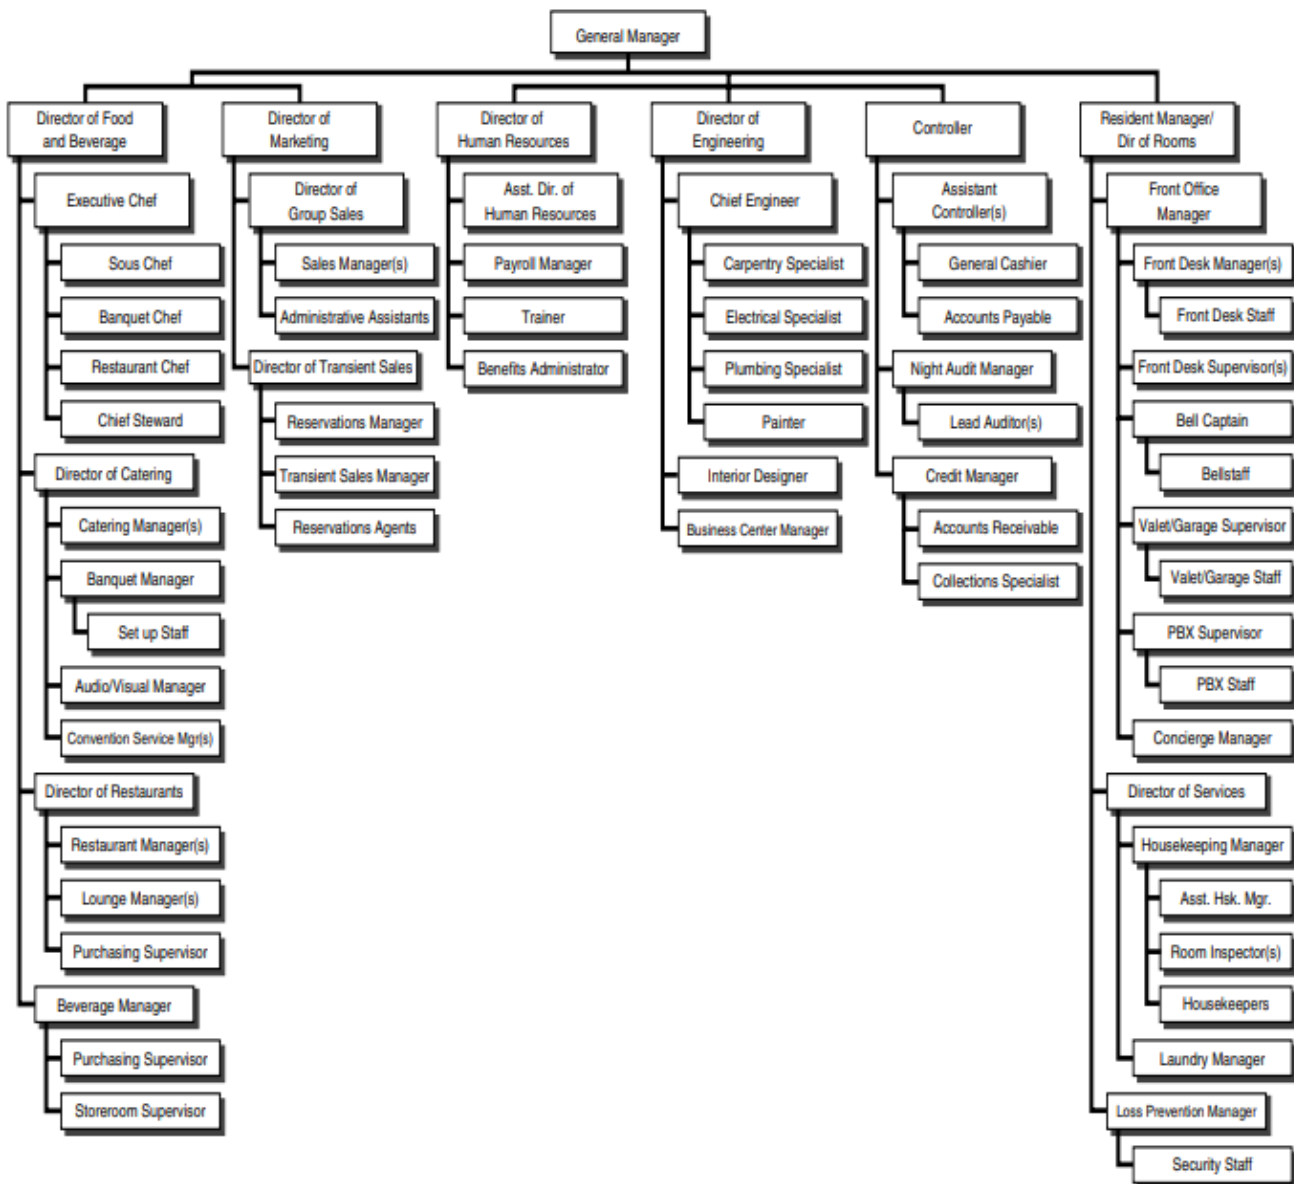 General Manager
Director of Food
and Beverage
Executive Chef
Sous Chef
Banquet Chef
Restaurant Chef
Chief Steward
Director of Catering
Catering Manager(s)
Banquet Manager
Set up Staff
Audio/Visual Manager
Convention Service Mgr(s)
Director of Restaurants
Restaurant Manager(s)
Lounge Manager(s)
Purchasing Supervisor
Beverage Manager
Purchasing Supervisor
Storeroom Supervisor
Director of
Marketing
Director of
Group Sales
Sales Manager(s)
Administrative Assistants
Director of Transient Sales
Reservations Manager
Transient Sales Manager
Reservations Agents
Director of
Human Resources
Asst. Dir. of
Human Resources
Payroll Manager
Trainer
Benefits Administrator
Director of
Engineering
Chief Engineer
Carpentry Specialist
Electrical Specialist
Plumbing Specialist
Painter
Interior Designer
Business Center Manager
Controller
Assistant
Controller(s)
General Cashier
Accounts Payable
Night Audit Manager
Lead Auditor(s)
Credit Manager
Accounts Receivable
Collections Specialist
Resident Manager/
Dir of Rooms
Front Office
Manager
Front Desk Manager(s)
Front Desk Staff
Front Desk Supervisor(s)
Bell Captain
Bellstaff
Valet/Garage Supervisor
Valet/Garage Staff
PBX Supervisor
PBX Staff
Concierge Manager
Director of Services
Housekeeping Manager
Asst. Hsk. Mgr.
Room Inspector(s)
Housekeepers
Laundry Manager
Loss Prevention Manager
Security Staff